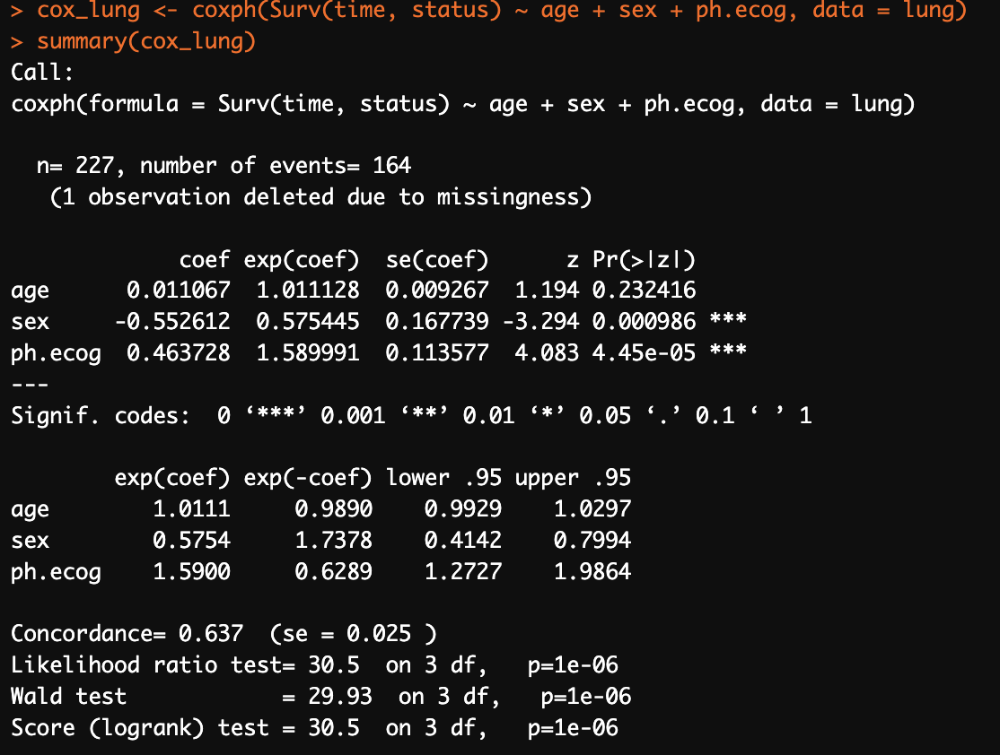 > cox_lung <- coxph(Surv(time, status) ~ age + sex + ph.ecog, data = lung)
> summary(cox_lung)
Call:
coxph(formula = Surv(time, status) ~ age + sex + ph.ecog, data = lung)

  n= 227, number of events= 164
   (1 observation deleted due to missingness)

             coef exp(coef)  se(coef)      z Pr(>|z|)
age      0.011067  1.011128  0.009267  1.194 0.232416
sex     -0.552612  0.575445  0.167739 -3.294 0.000986 ***
ph.ecog  0.463728  1.589991  0.113577  4.083 4.45e-05 ***
---
Signif. codes:  0 ‘***’ 0.001 ‘**’ 0.01 ‘*’ 0.05 ‘.’ 0.1 ‘ ’ 1

        exp(coef) exp(-coef) lower .95 upper .95
age        1.0111     0.9890    0.9929    1.0297
sex        0.5754     1.7378    0.4142    0.7994
ph.ecog    1.5900     0.6289    1.2727    1.9864

Concordance= 0.637  (se = 0.025 )
Likelihood ratio test= 30.5  on 3 df,   p=1e-06
Wald test            = 29.93  on 3 df,   p=1e-06
Score (logrank) test = 30.5  on 3 df,   p=1e-06